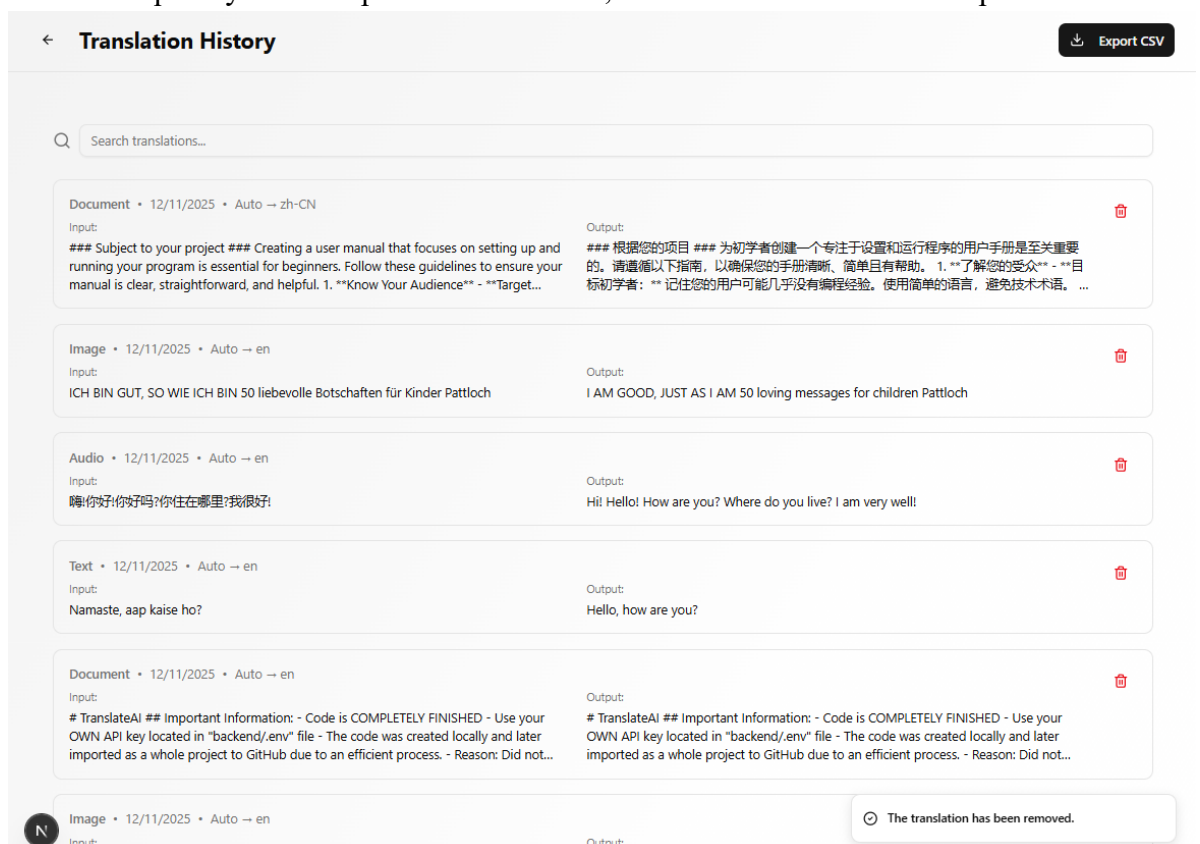 Translation History
Export CSV
Search translations...
Document • 12/11/2025 • Auto → zh-CN
Input:
### Subject to your project ### Creating a user manual that focuses on setting up and
running your program is essential for beginners. Follow these guidelines to ensure your
manual is clear, straightforward, and helpful. 1. **Know Your Audience** - **Target...
Output:
### 根据您的项目 ### 为初学者创建一个专注于设置和运行程序的用户手册是至关重要
的。请遵循以下指南，以确保您的手册清晰、简单且有帮助。 1. **了解您的受众** - **目
标初学者：** 记住您的用户可能几乎没有编程经验。使用简单的语言，避免技术术语。 ...
Image • 12/11/2025 • Auto → en
Input:
ICH BIN GUT, SO WIE ICH BIN 50 liebevolle Botschaften für Kinder Pattloch
Output:
I AM GOOD, JUST AS I AM 50 loving messages for children Pattloch
Audio • 12/11/2025 • Auto → en
Input:
嗨!你好!你好吗?你住在哪里?我很好!
Output:
Hi! Hello! How are you? Where do you live? I am very well!
Text • 12/11/2025 • Auto → en
Input:
Namaste, aap kaise ho?
Output:
Hello, how are you?
Document • 12/11/2025 • Auto → en
Input:
# TranslateAI ## Important Information: - Code is COMPLETELY FINISHED - Use your
OWN API key located in "backend/.env" file - The code was created locally and later
imported as a whole project to GitHub due to an efficient process. - Reason: Did not...
Output:
# TranslateAI ## Important Information: - Code is COMPLETELY FINISHED - Use your
OWN API key located in "backend/.env" file - The code was created locally and later
imported as a whole project to GitHub due to an efficient process. - Reason: Did not...
Image • 12/11/2025 • Auto → en
Input:
Output:
N
The translation has been removed.